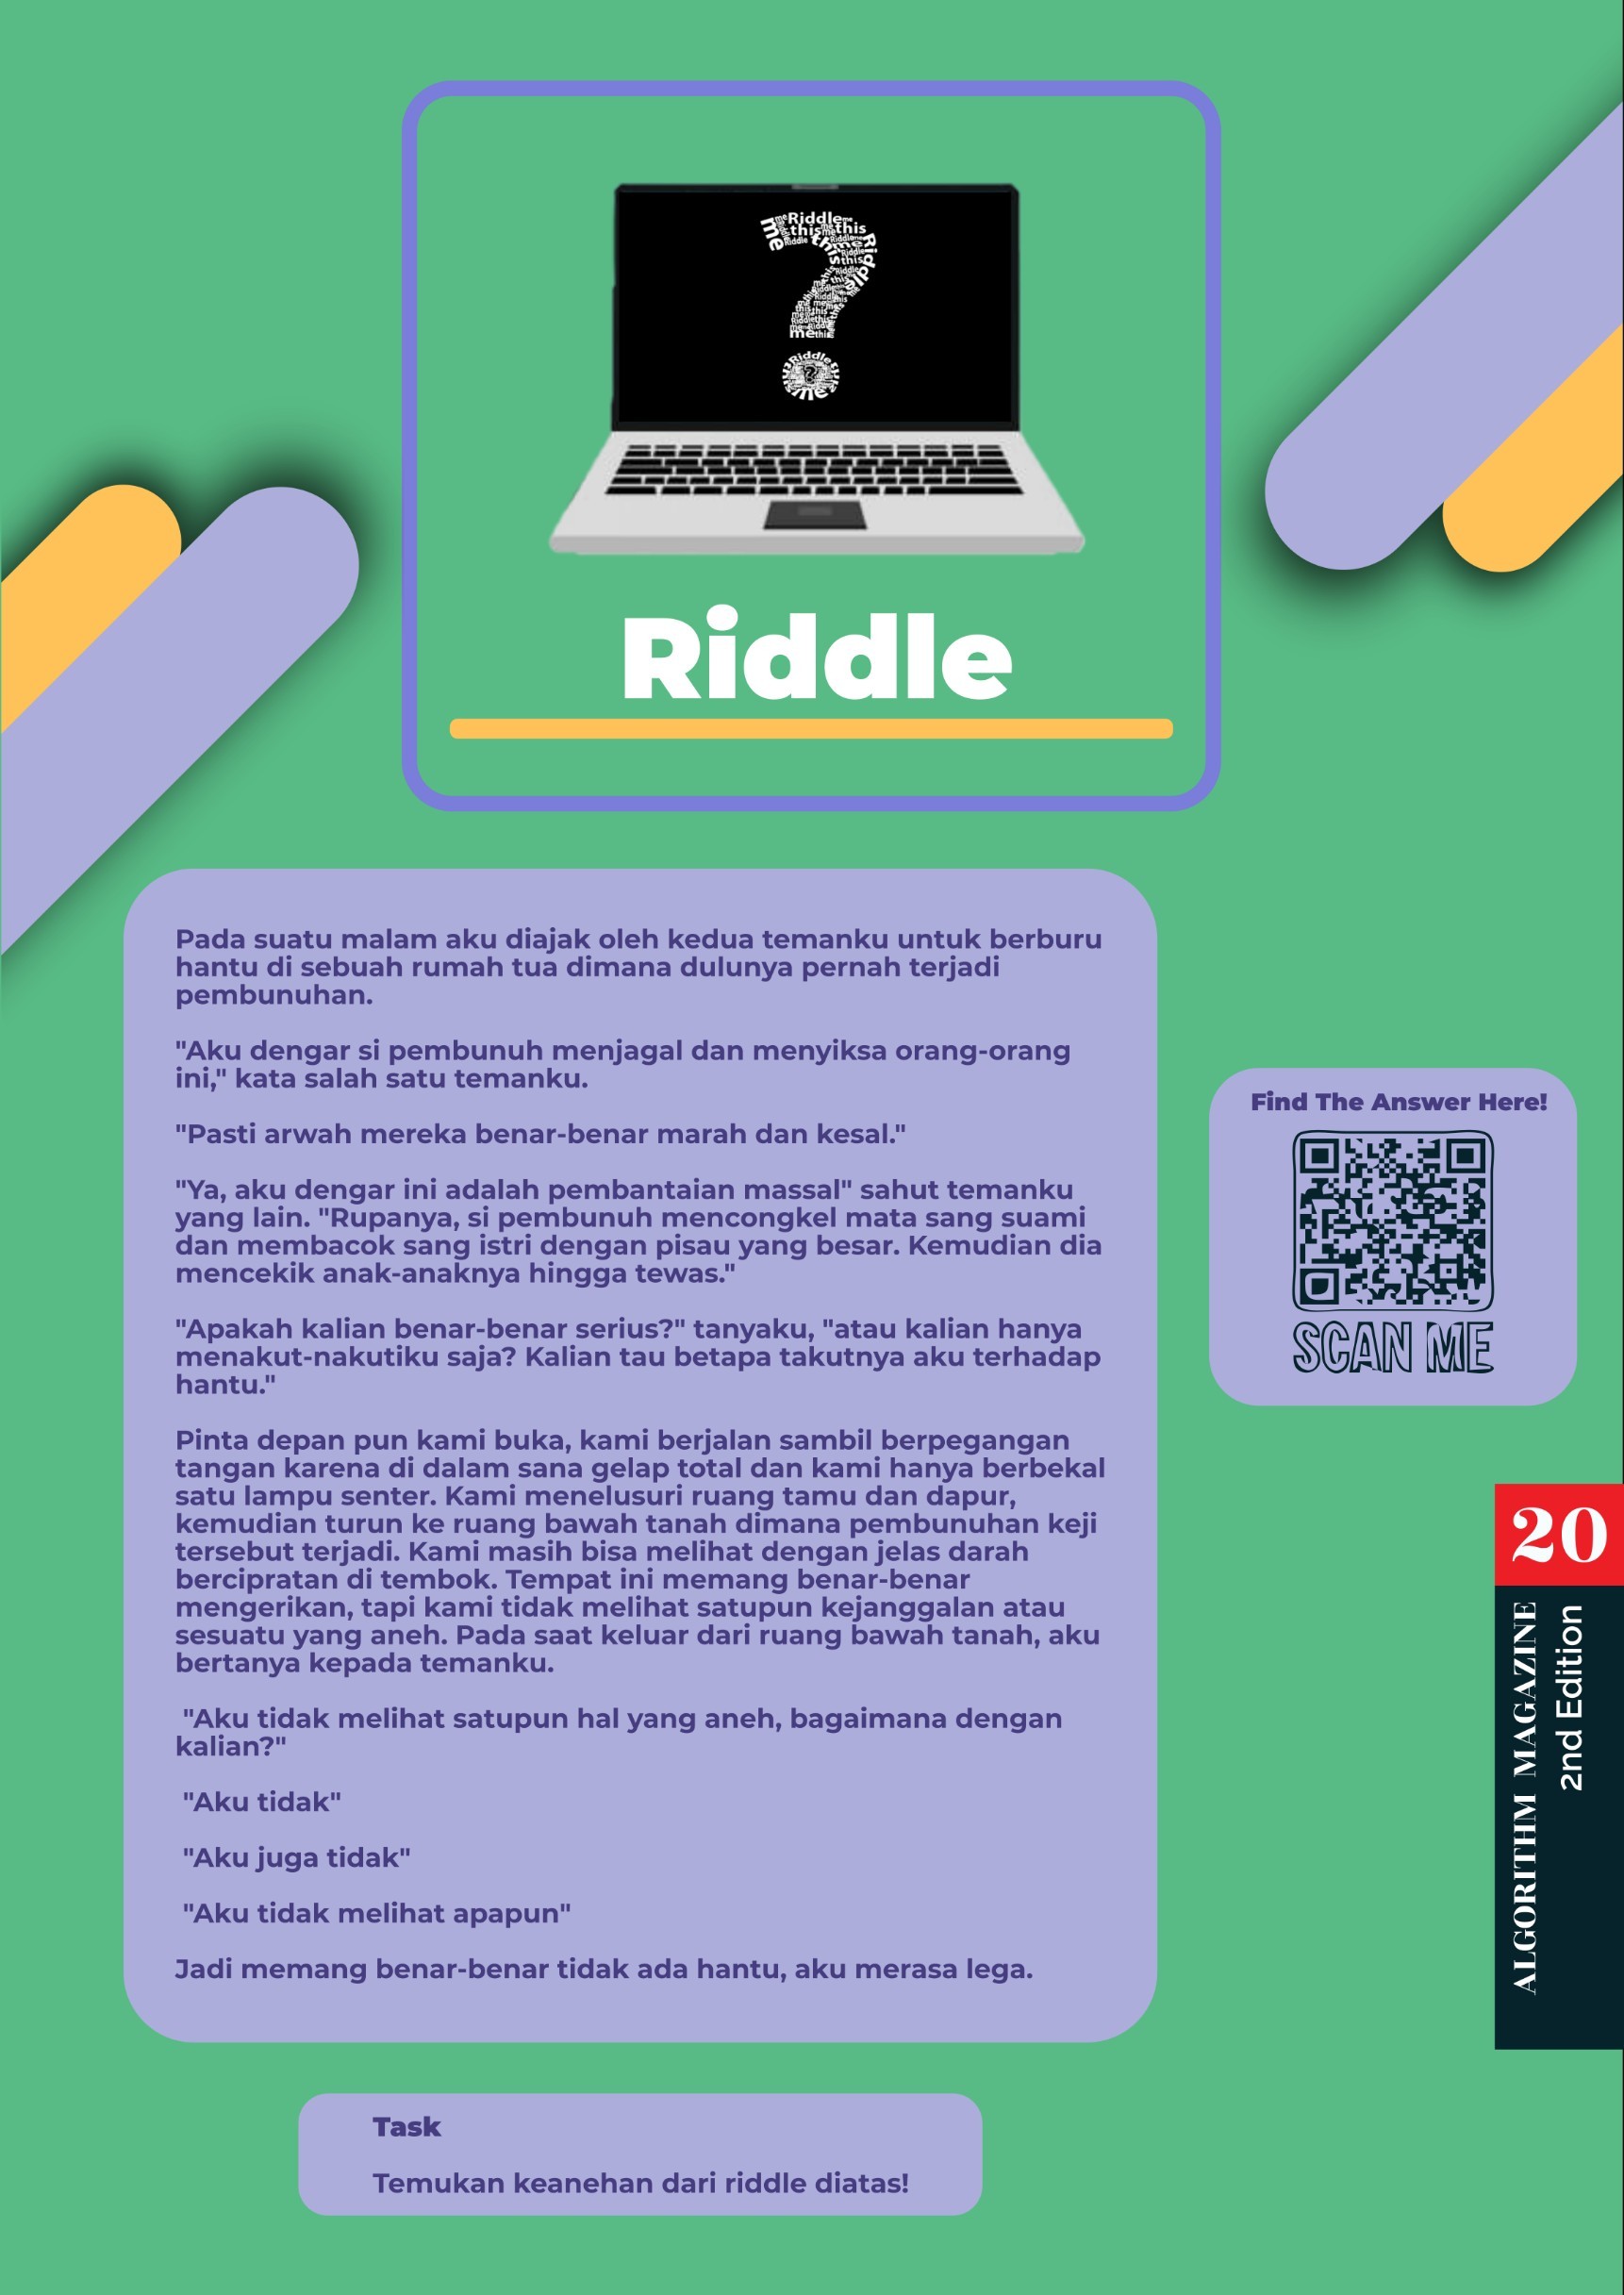 Riddle
Pada suatu malam aku diajak oleh kedua temanku untuk berburu
hantu di sebuah rumah tua dimana dulunya pernah terjadi
pembunuhan.
"Aku dengar si pembunuh menjagal dan menyiksa orang-orang
ini," kata salah satu temanku.
"Pasti arwah mereka benar-benar marah dan kesal."
"Ya, aku dengar ini adalah pembantaian massal" sahut temanku
yang lain. "Rupanya, si pembunuh mencongkel mata sang suami
dan membacok sang istri dengan pisau yang besar. Kemudian dia
mencekik anak-anaknya hingga tewas."
"Apakah kalian benar-benar serius?" tanyaku, "atau kalian hanya
menakut-nakutiku saja? Kalian tau betapa takutnya aku terhadap
hantu."
Pinta depan pun kami buka, kami berjalan sambil berpegangan
tangan karena di dalam sana gelap total dan kami hanya berbekal
satu lampu senter. Kami menelusuri ruang tamu dan dapur,
kemudian turun ke ruang bawah tanah dimana pembunuhan keji
tersebut terjadi. Kami masih bisa melihat dengan jelas darah
bercipratan di tembok. Tempat ini memang benar-benar
mengerikan, tapi kami tidak melihat satupun kejanggalan atau
sesuatu yang aneh. Pada saat keluar dari ruang bawah tanah, aku
bertanya kepada temanku.
"Aku tidak melihat satupun hal yang aneh, bagaimana dengan
kalian?"
"Aku tidak"
"Aku juga tidak"
"Aku tidak melihat apapun"
Jadi memang benar-benar tidak ada hantu, aku merasa lega.
Find The Answer Here!
SCAN ME
20
ALGORITHM MAGAZINE
2nd Edition
Task
Temukan keanehan dari riddle diatas!